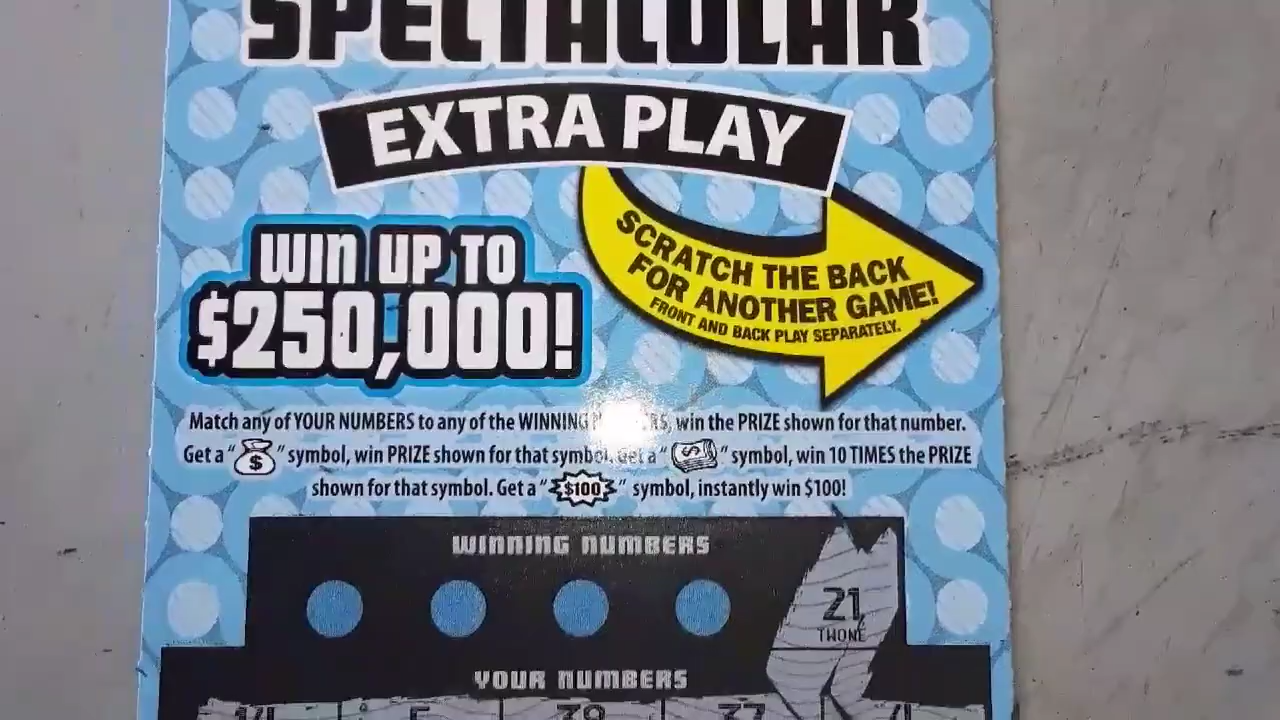 SPECTACULAR
EXTRA PLAY
WIN UP TO
$250,000!
SCRATCH THE BACK
FOR ANOTHER GAME!
FRONT AND BACK PLAY SEPARATELY.
Match any of YOUR NUMBERS to any of the WINNING win the PRIZE shown for that number.
Get a "$" symbol, win PRIZE shown for that symbol. Get a "$" symbol, win 10 TIMES the PRIZE
shown for that symbol. Get a "$100" symbol, instantly win $100!
WINNING NUMBERS
21
TWONE
YOUR NUMBERS